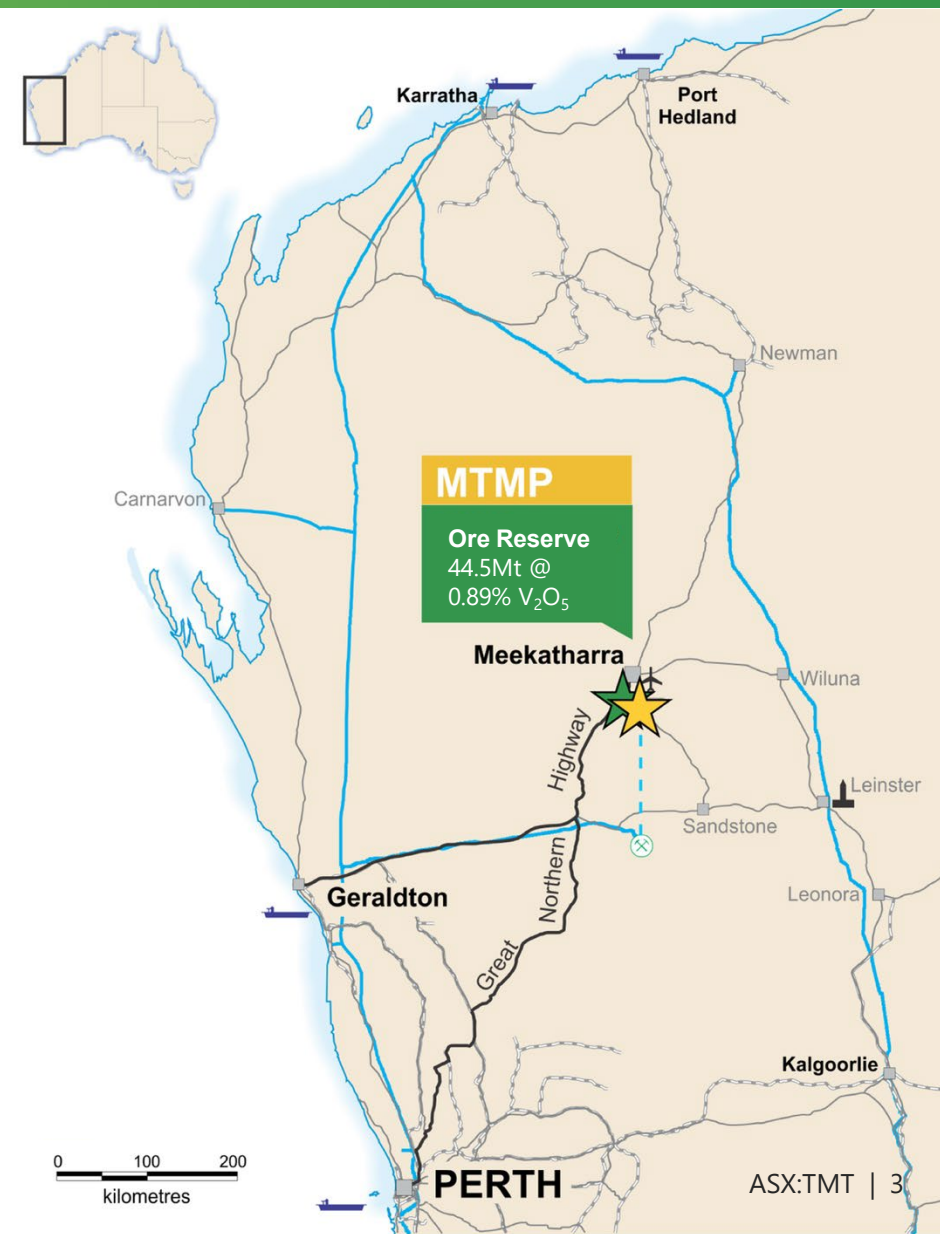 Karratha
Port
Hedland
Newman
MTMP
Carnarvon
Ore Reserve
44.5Mt @
0.89% V₂O₅
Meekatharra
Wiluna
Highway
Leinster
Sandstone
Northern
Geraldton
Leonora
Great
Kalgoorlie
0 100 200
kilometres
PERTH
ASX:TMT | 3